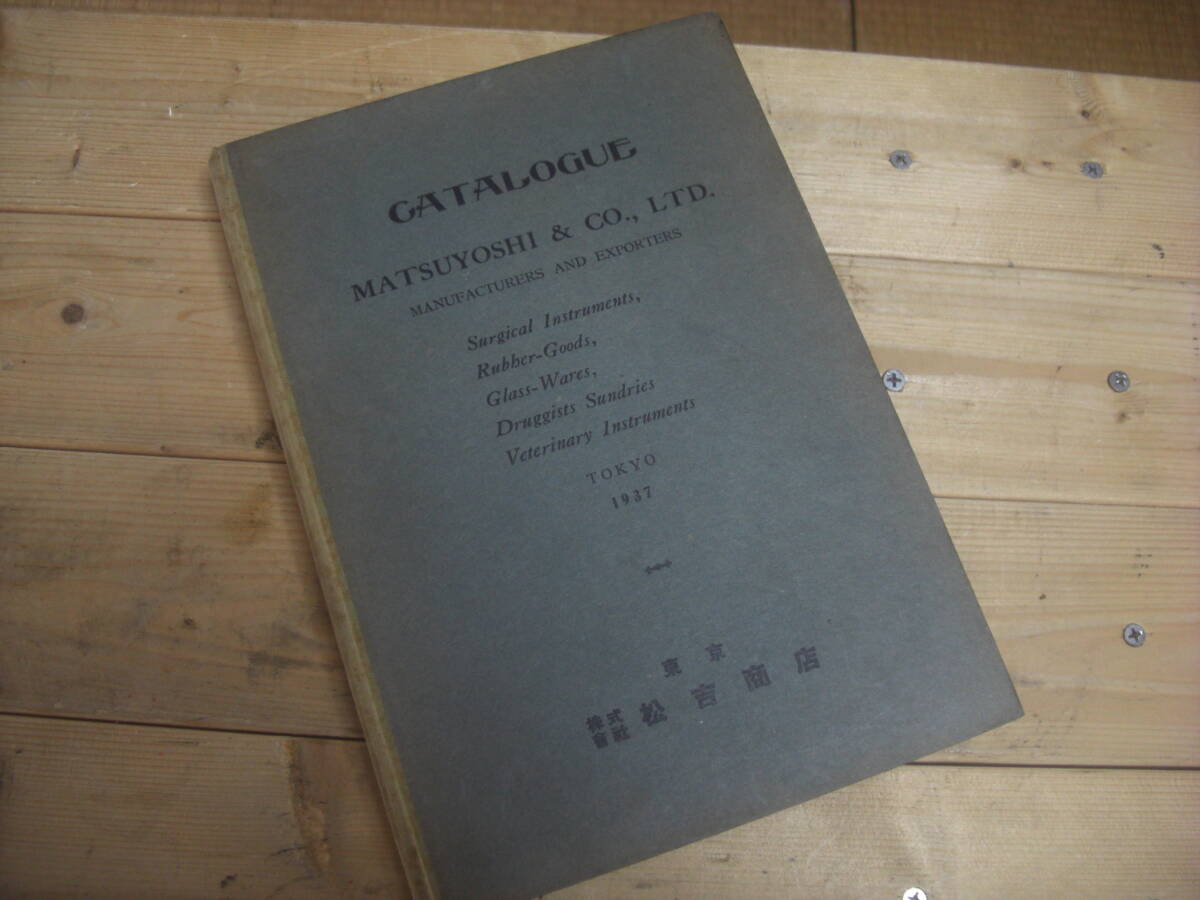 CATALOGUE
MATSUYOSHI & CO., LTD.
MANUFACTURERS AND EXPORTERS
Surgical Instruments,
Rubber-Goods,
Glass-Wares,
Druggists Sundries
Veterinary Instruments
TOKYO
1937
東京
株式會社 松吉商店